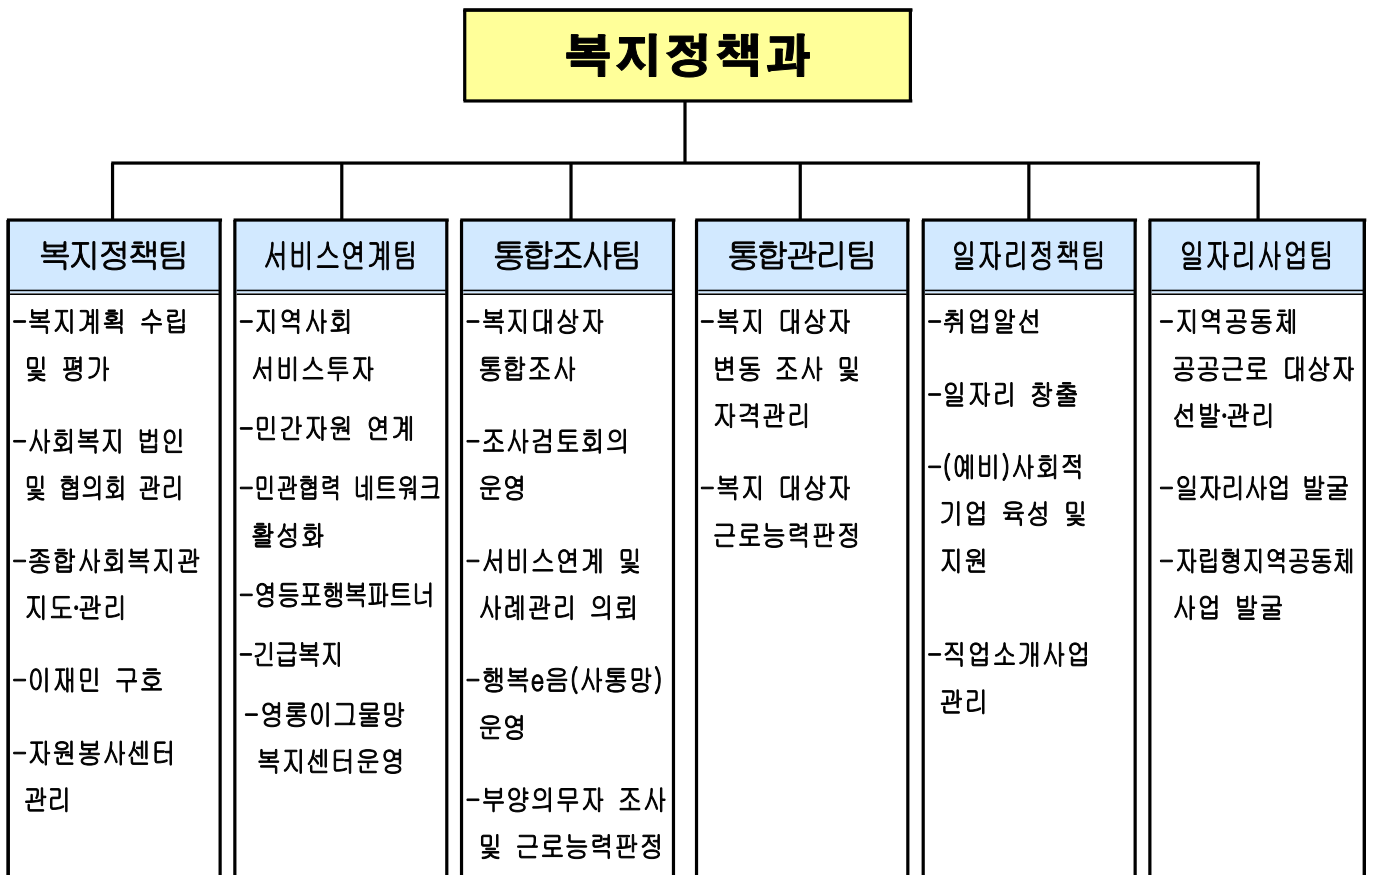 복지정책과
복지정책팀
-복지계획 수립
및 평가
-사회복지 법인
및 협의회 관리
-종합사회복지관
지도·관리
-이재민 구호
-자원봉사센터
관리
서비스연계팀
-지역사회
서비스투자
-민간자원 연계
-민관협력 네트워크
활성화
-영등포행복파트너
-긴급복지
-영롱이그물망
복지센터운영
통합조사팀
-복지대상자
통합조사
-조사검토회의
운영
-서비스연계 및
사례관리 의뢰
-행복e음(사통망)
운영
-부양의무자 조사
및 근로능력판정
통합관리팀
-복지 대상자
변동 조사 및
자격관리
-복지 대상자
근로능력판정
일자리정책팀
-취업알선
-일자리 창출
-(예비)사회적
기업 육성 및
지원
-직업소개사업
관리
일자리사업팀
-지역공동체
공공근로 대상자
선발·관리
-일자리사업 발굴
-자립형지역공동체
사업 발굴